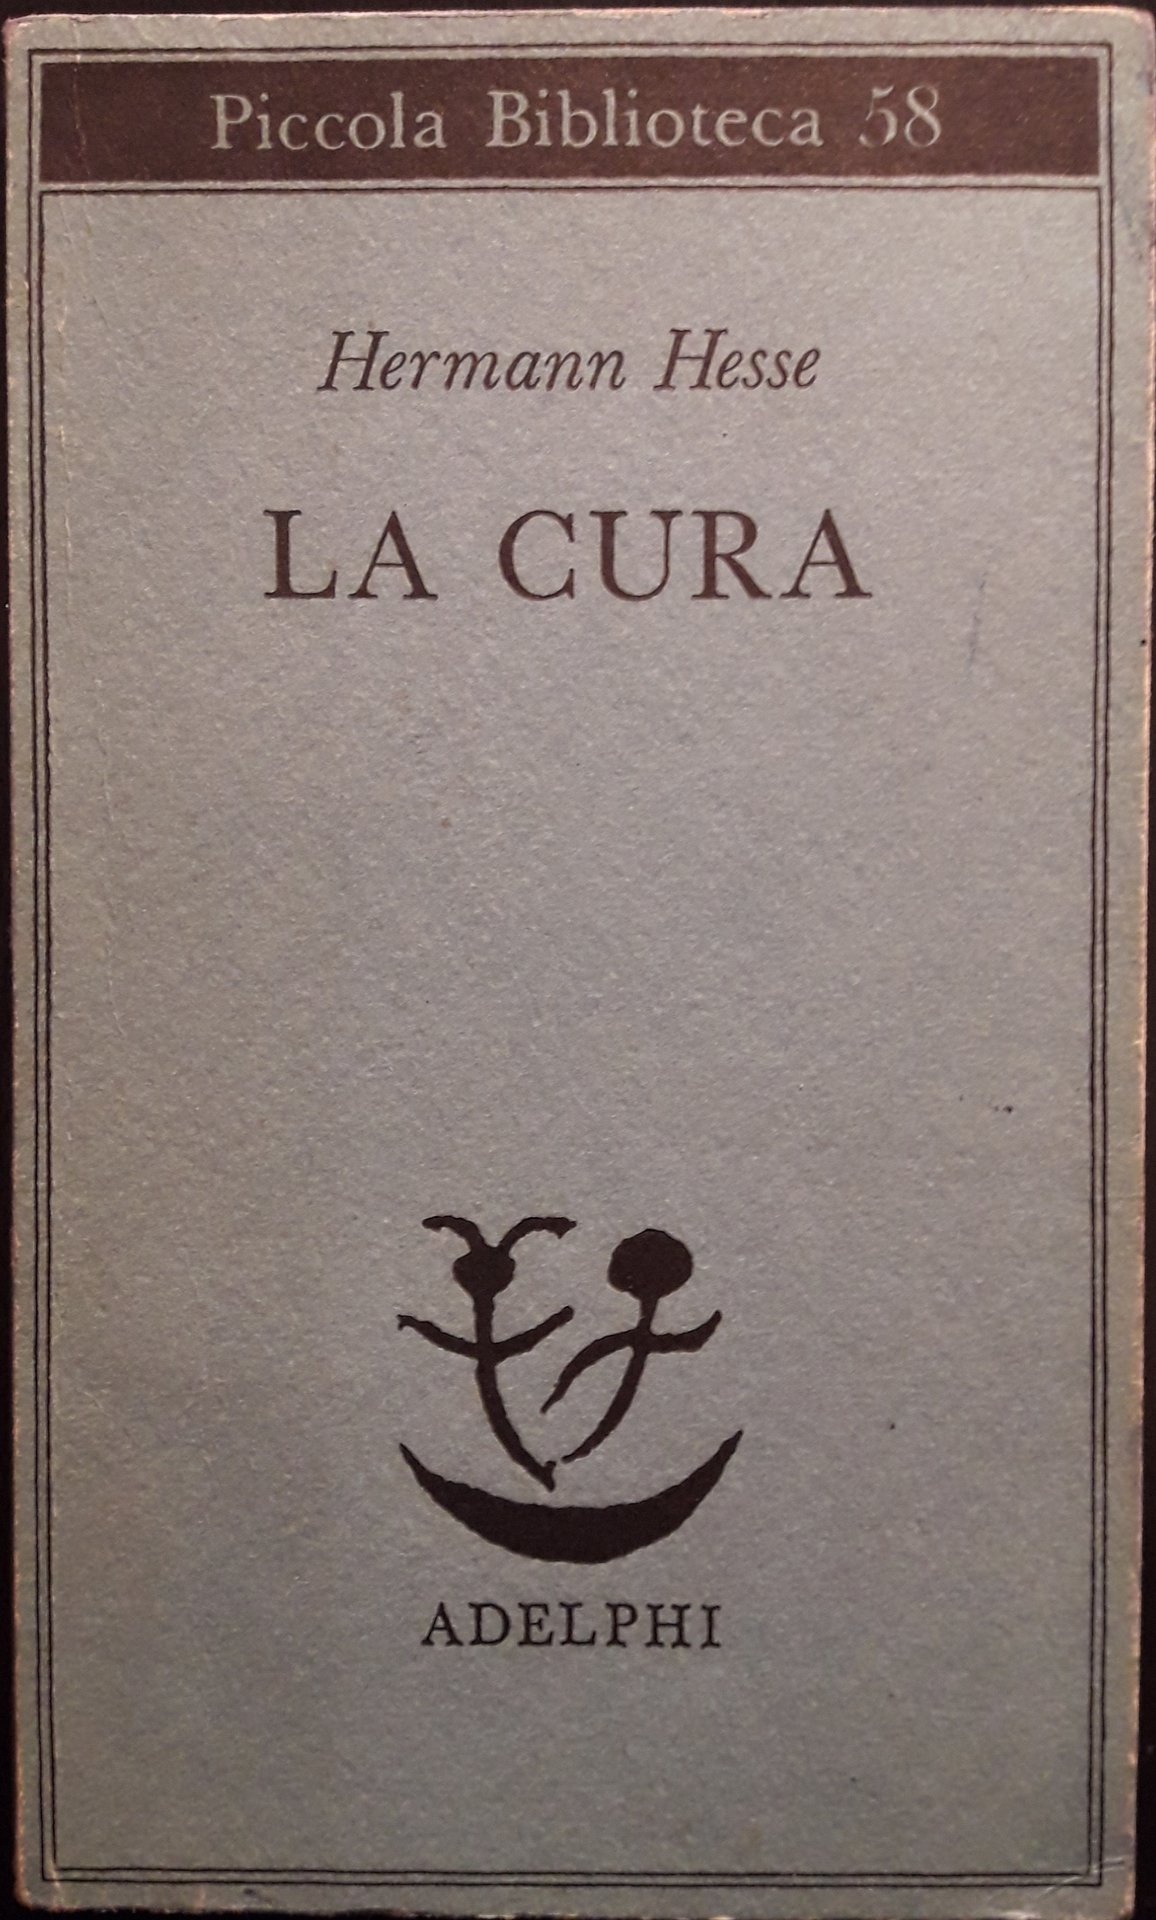 Piccola Biblioteca 58
Hermann Hesse
LA CURA
ADELPHI